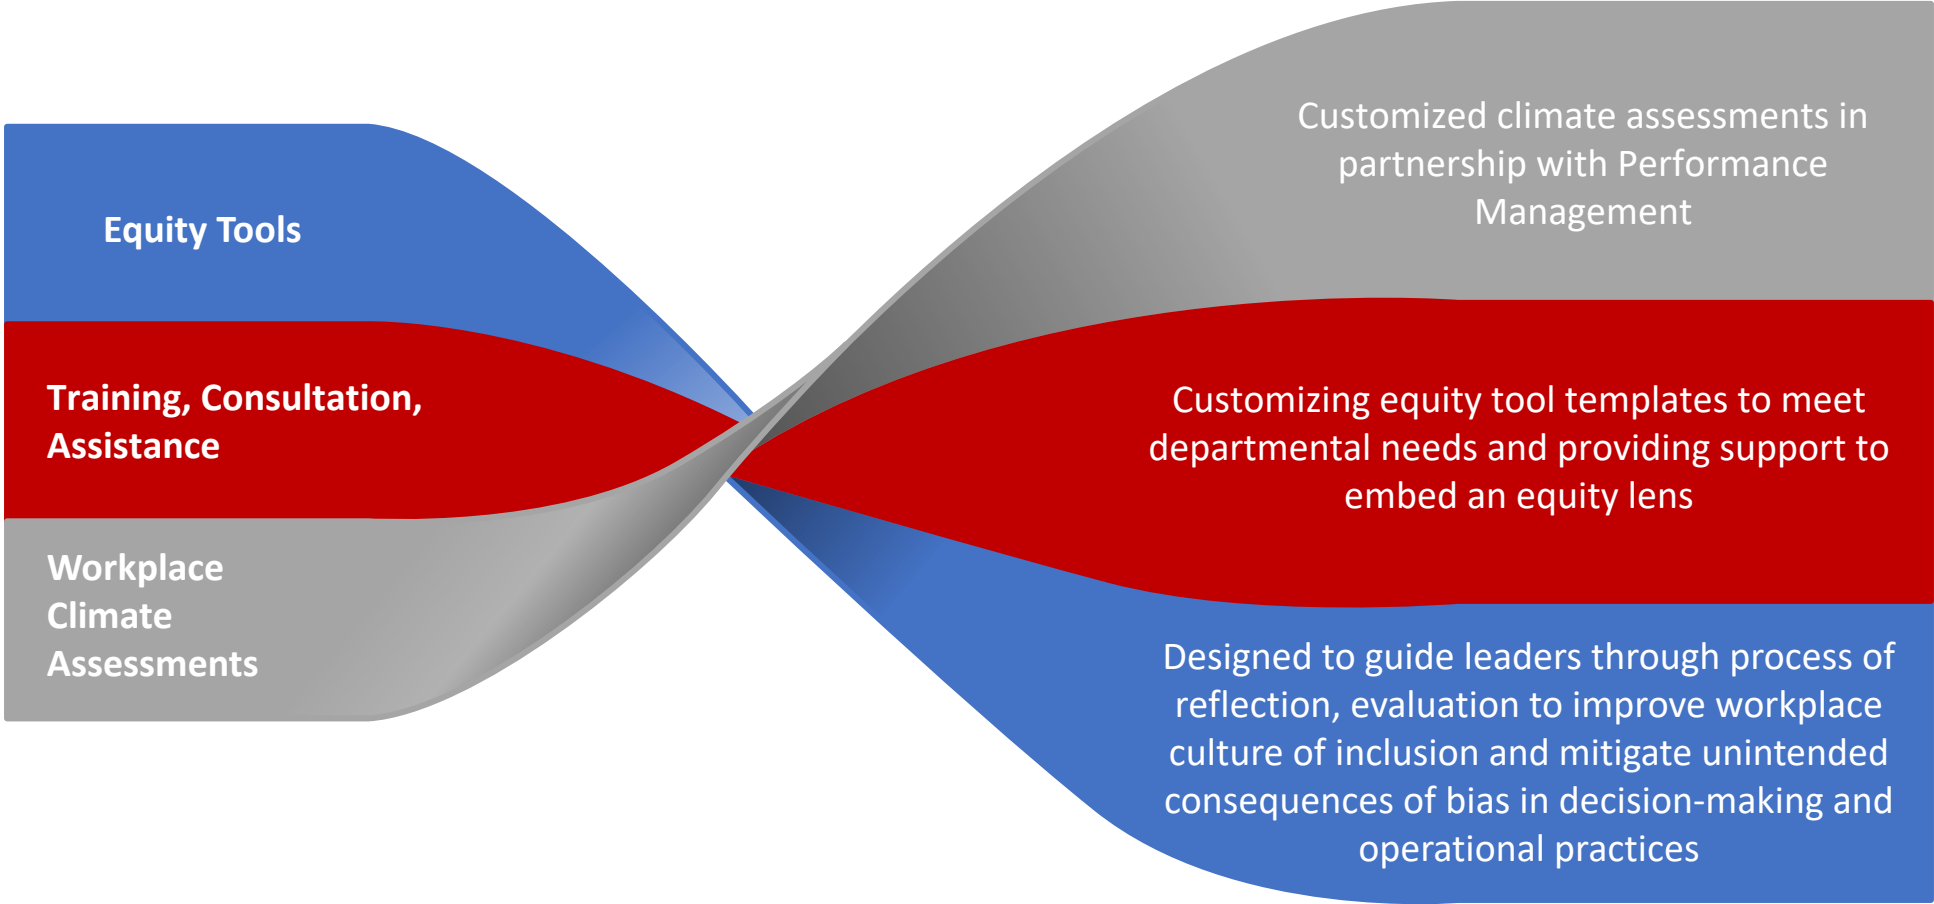 Equity Tools
Training, Consultation,
Assistance
Workplace
Climate
Assessments
Customized climate assessments in
partnership with Performance
Management
Customizing equity tool templates to meet
departmental needs and providing support to
embed an equity lens
Designed to guide leaders through process of
reflection, evaluation to improve workplace
culture of inclusion and mitigate unintended
consequences of bias in decision-making and
operational practices